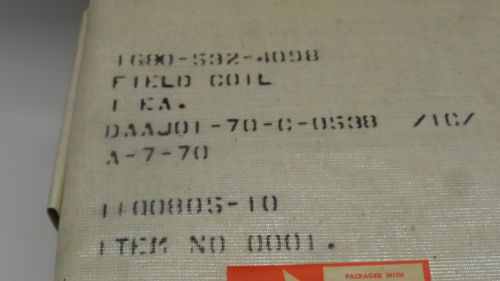 1680-592-4098
FIELD COIL
1 EA.
DAAJ01-70-C-0538 /1C/
A-7-70
1100805-10
ITEM NO 0001.
PACKAGED WITH